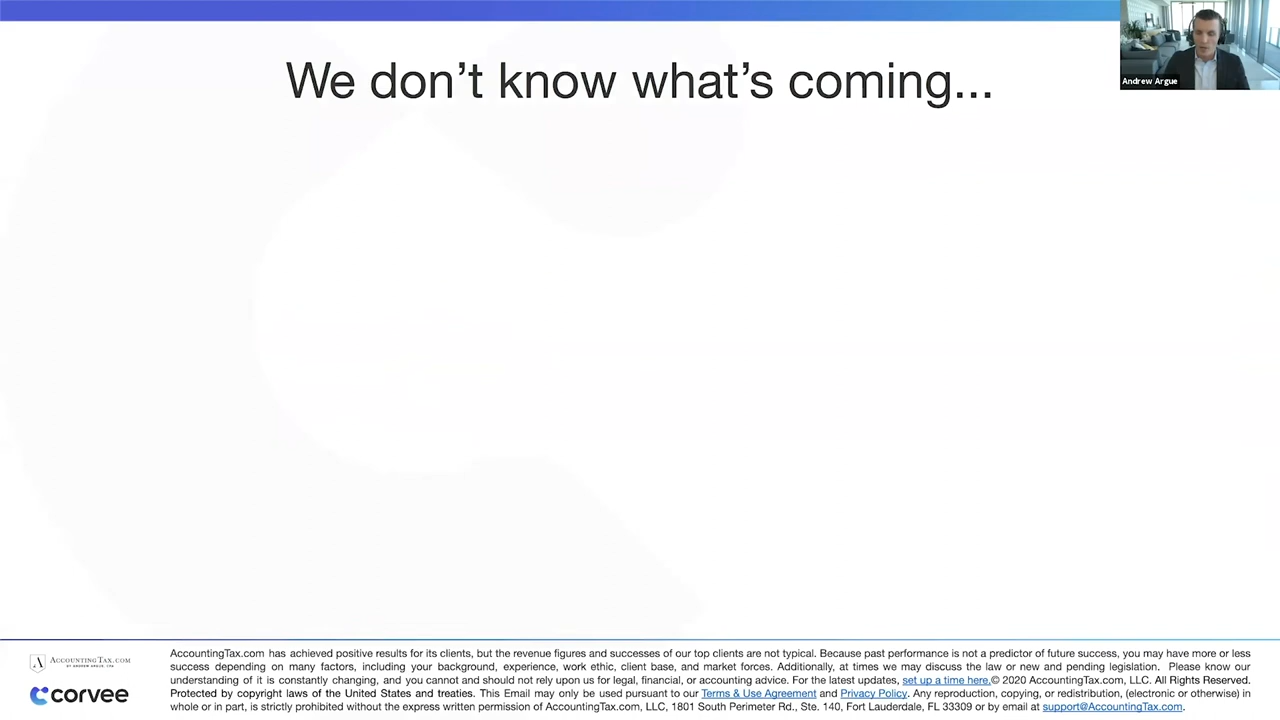 We don’t know what’s coming...
Andrew Argue
ACCOUNTINGTAX.COM
BY ANDREW ARGUE, CPA
corvee
AccountingTax.com has achieved positive results for its clients, but the revenue figures and successes of our top clients are not typical. Because past performance is not a predictor of future success, you may have more or less
success depending on many factors, including your background, experience, work ethic, client base, and market forces. Additionally, at times we may discuss the law or new and pending legislation. Please know our
understanding of it is constantly changing, and you cannot and should not rely upon us for legal, financial, or accounting advice. For the latest updates, set up a time here.© 2020 AccountingTax.com, LLC. All Rights Reserved.
Protected by copyright laws of the United States and treaties. This Email may only be used pursuant to our Terms & Use Agreement and Privacy Policy. Any reproduction, copying, or redistribution, (electronic or otherwise) in
whole or in part, is strictly prohibited without the express written permission of AccountingTax.com, LLC, 1801 South Perimeter Rd., Ste. 140, Fort Lauderdale, FL 33309 or by email at support@AccountingTax.com.